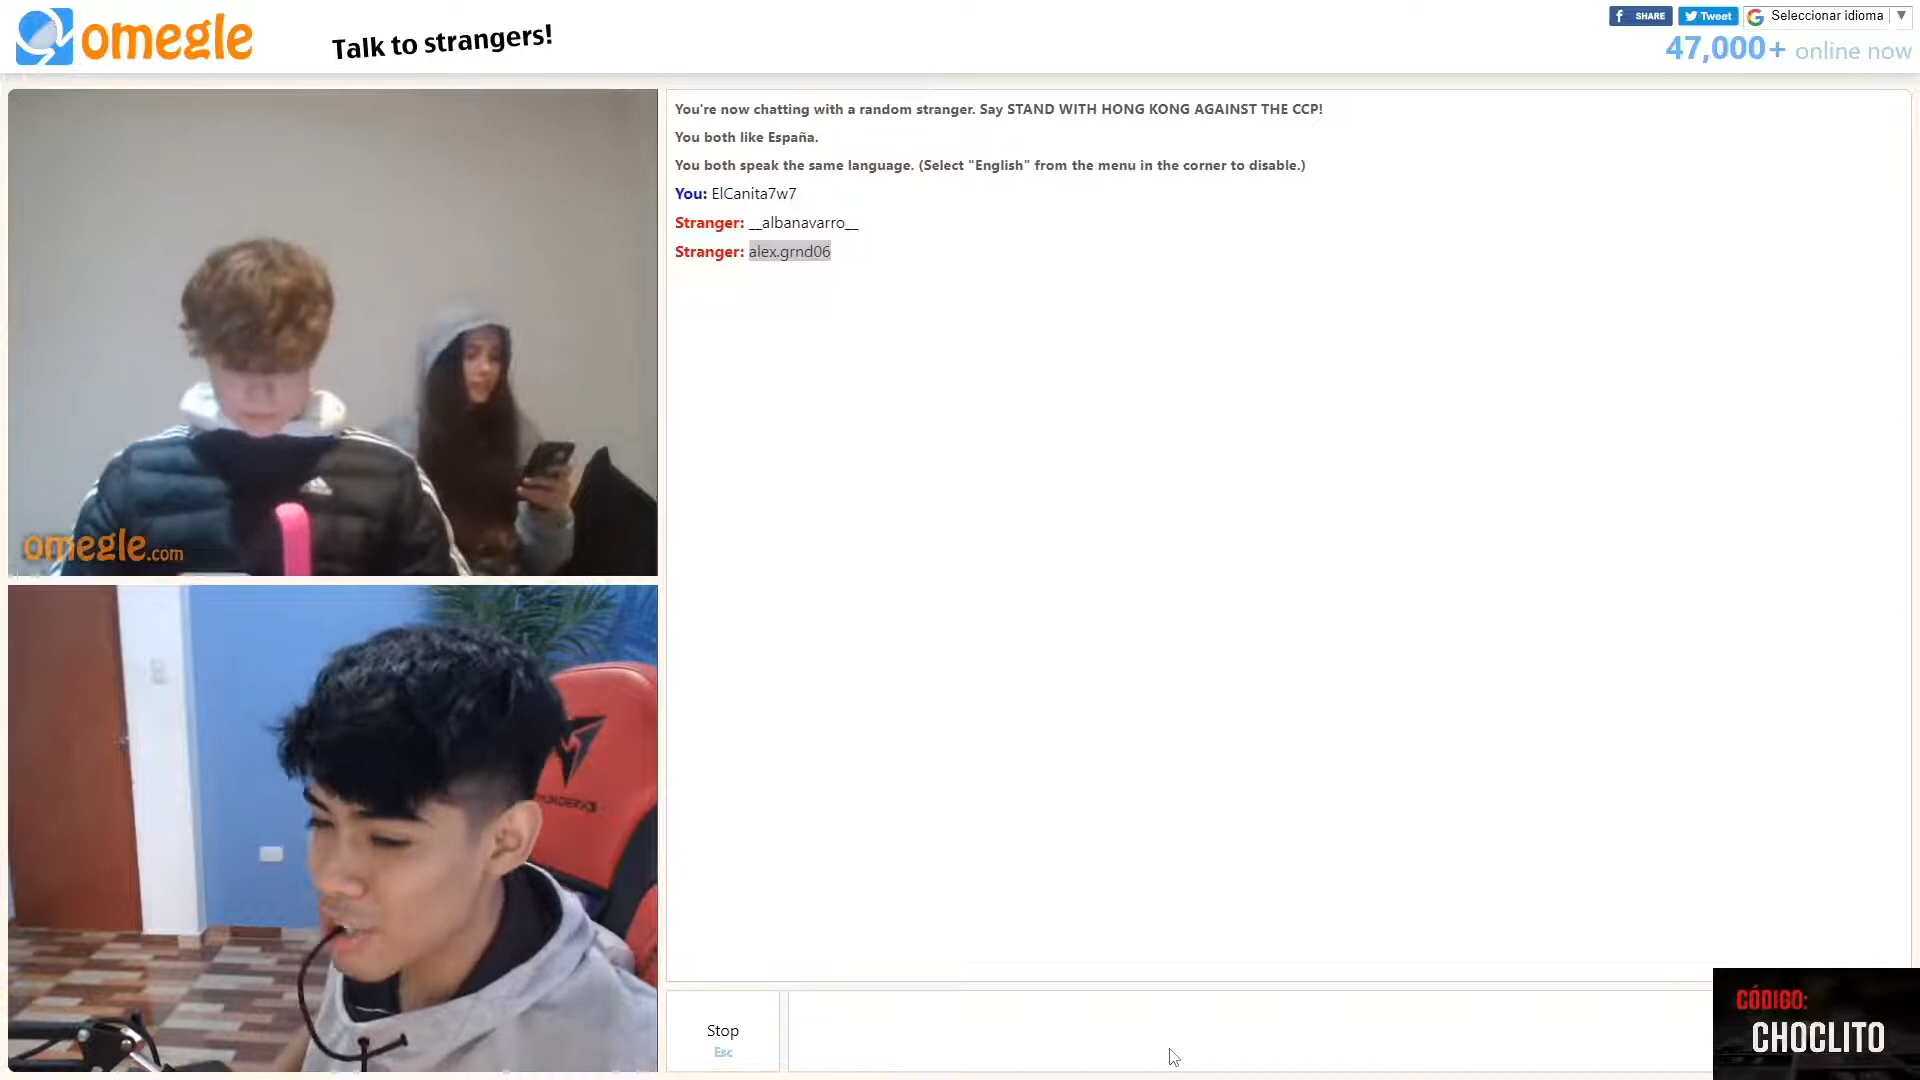 omegle
Talk to strangers!
SHARE
Tweet
Seleccionar idioma
47,000+ online now
You're now chatting with a random stranger. Say STAND WITH HONG KONG AGAINST THE CCP!
You both like España.
You both speak the same language. (Select "English" from the menu in the corner to disable.)
You: ElCanita7w7
Stranger: __albanavarro__
Stranger: alex.grnd06
omegle.com
THUNDERX3
Stop
Esc
CÓDIGO:
CHOCLITO